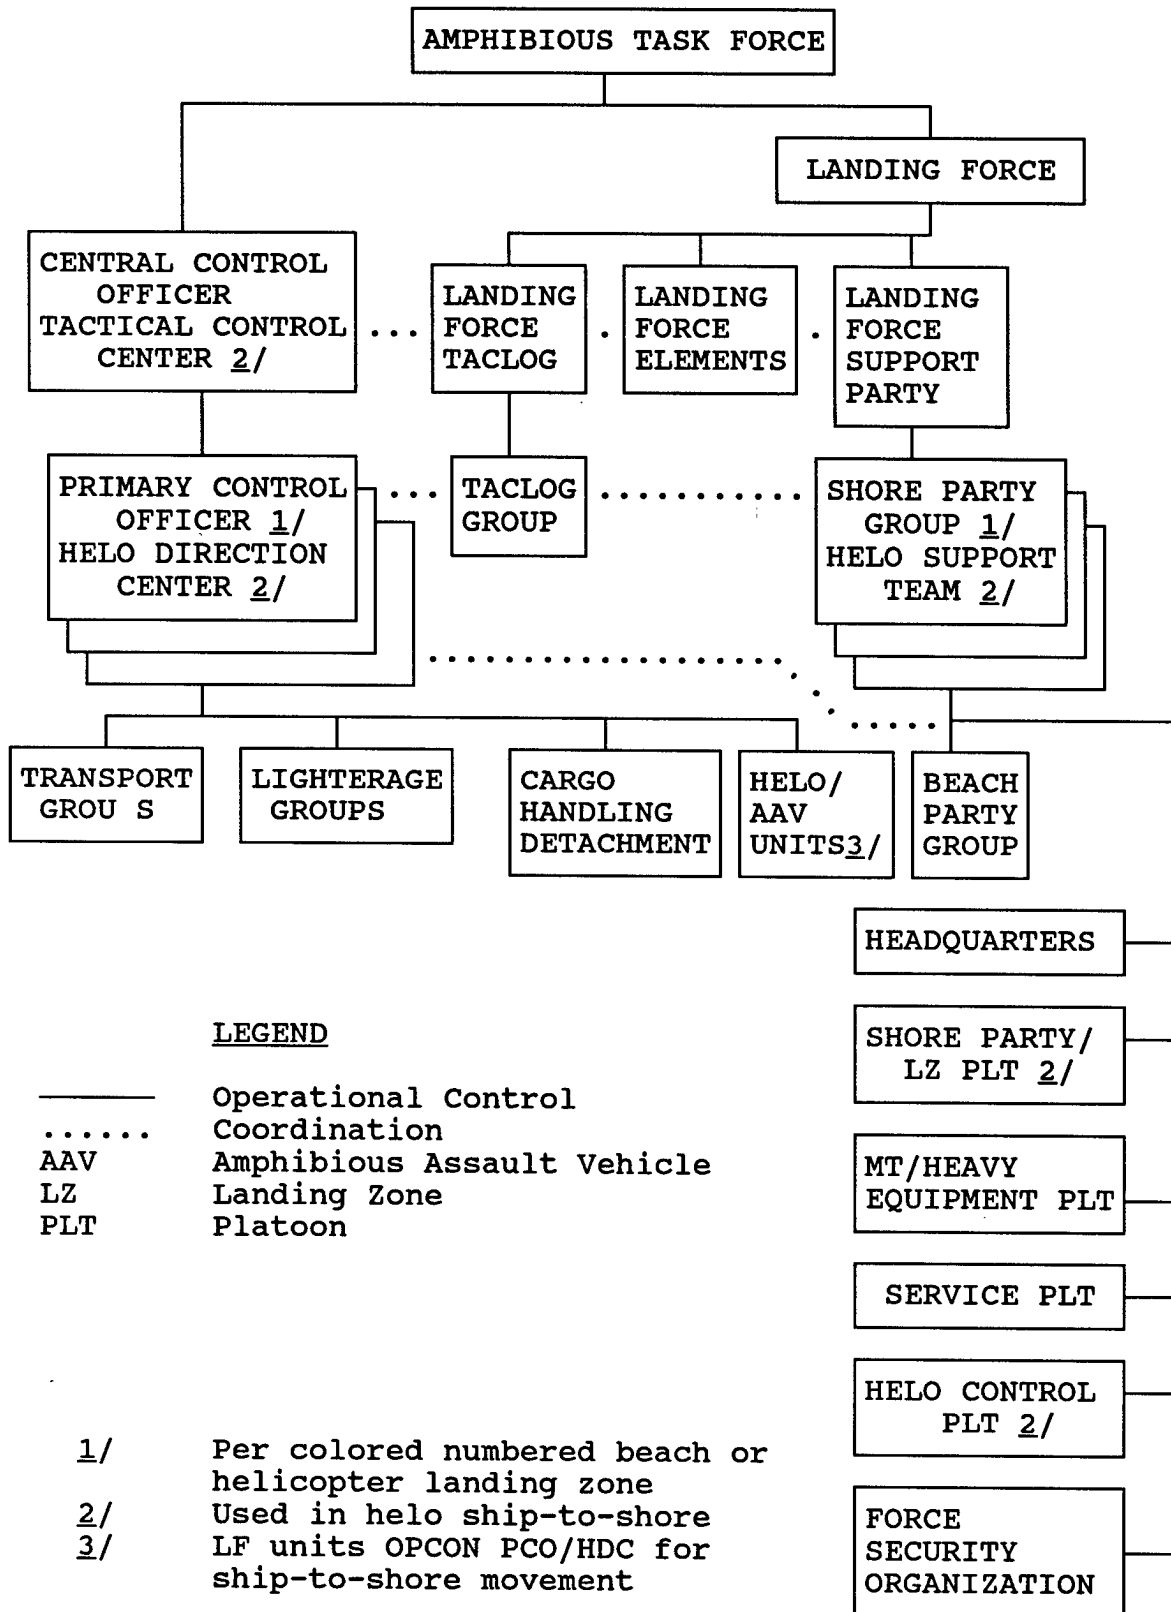 AMPHIBIOUS TASK FORCE
LANDING FORCE
CENTRAL CONTROL
OFFICER
TACTICAL CONTROL
CENTER 2/
...
LANDING
FORCE
TACLOG
.
LANDING
FORCE
ELEMENTS
.
LANDING
FORCE
SUPPORT
PARTY
PRIMARY CONTROL
OFFICER 1/
HELO DIRECTION
CENTER 2/
...
TACLOG
GROUP
...........
SHORE PARTY
GROUP 1/
HELO SUPPORT
TEAM 2/
TRANSPORT
GROU S
LIGHTERAGE
GROUPS
CARGO
HANDLING
DETACHMENT
HELO/
AAV
UNITS3/
BEACH
PARTY
GROUP
HEADQUARTERS
SHORE PARTY/
LZ PLT 2/
MT/HEAVY
EQUIPMENT PLT
SERVICE PLT
HELO CONTROL
PLT 2/
FORCE
SECURITY
ORGANIZATION
LEGEND
Operational Control
...... Coordination
AAV Amphibious Assault Vehicle
LZ Landing Zone
PLT Platoon
1/ Per colored numbered beach or
helicopter landing zone
2/ Used in helo ship-to-shore
3/ LF units OPCON PCO/HDC for
ship-to-shore movement